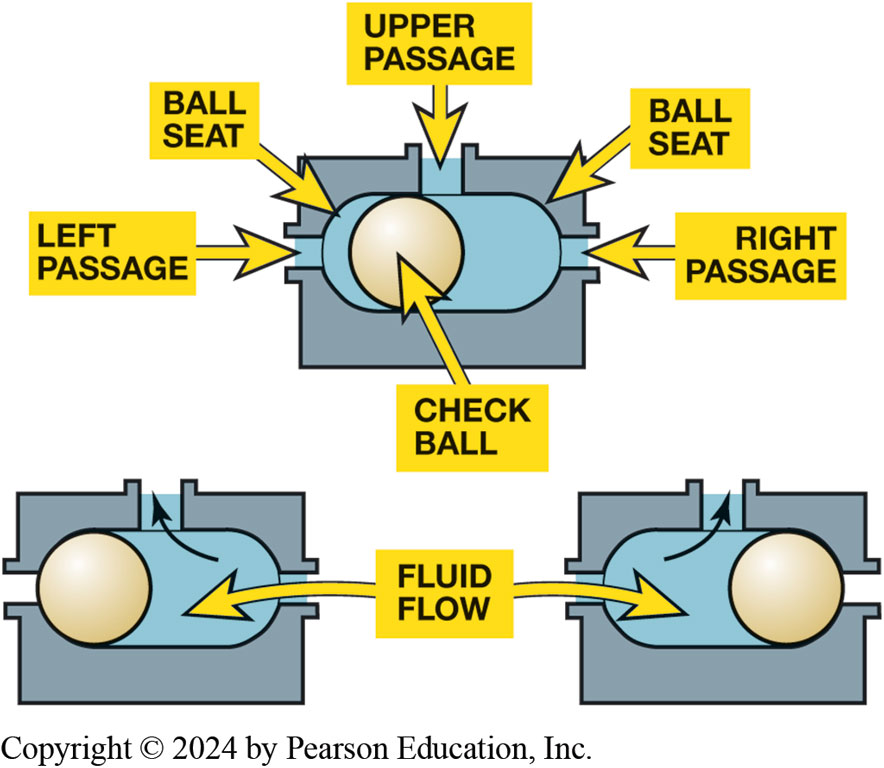 UPPER
PASSAGE
BALL
SEAT
BALL
SEAT
LEFT
PASSAGE
RIGHT
PASSAGE
CHECK
BALL
FLUID
FLOW
Copyright © 2024 by Pearson Education, Inc.